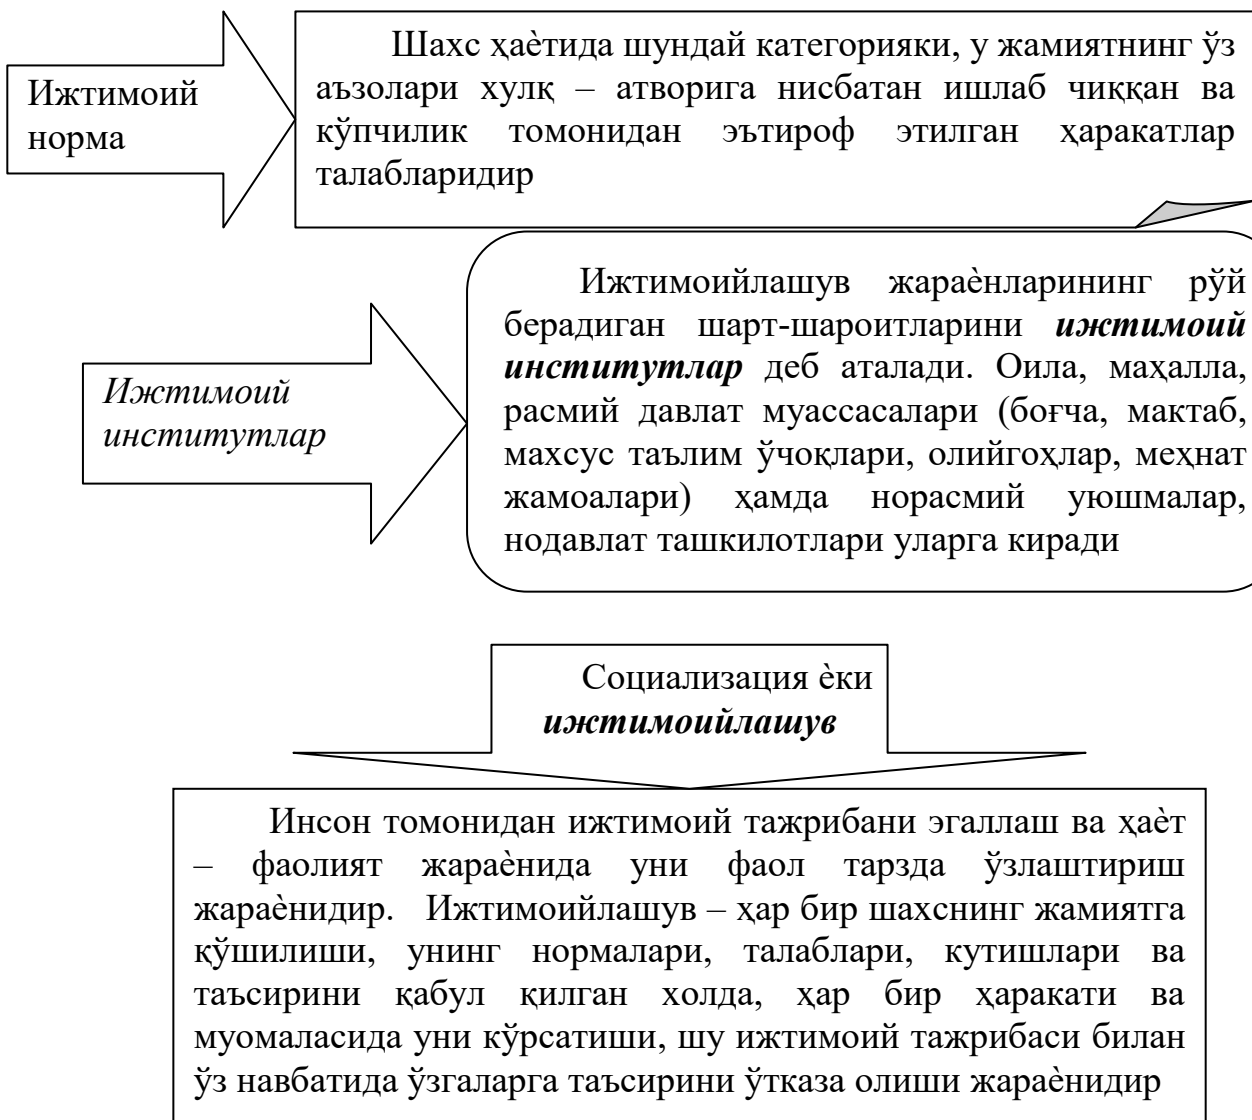 Ижтимоий
норма
Шахс ҳаѐтида шундай категорияки, у жамиятнинг ўз
аъзолари хулқ – атворига нисбатан ишлаб чиққан ва
кўпчилик томонидан эътироф этилган ҳаракатлар
талабларидир
Ижтимоий
институтлар
Ижтимоийлашув жараѐнларининг рўй
берадиган шарт-шароитларини ижтимоий
институтлар деб аталади. Оила, маҳалла,
расмий давлат муассасалари (боғча, мактаб,
махсус таълим ўчоқлари, олийгоҳлар, меҳнат
жамоалари) ҳамда норасмий уюшмалар,
нодавлат ташкилотлари уларга киради
Социализация ѐки
ижтимоийлашув
Инсон томонидан ижтимоий тажрибани эгаллаш ва ҳаѐт
– фаолият жараѐнида уни фаол тарзда ўзлаштириш
жараѐнидир. Ижтимоийлашув – ҳар бир шахснинг жамиятга
қўшилиши, унинг нормалари, талаблари, кутишлари ва
таъсирини қабул қилган холда, ҳар бир ҳаракати ва
муомаласида уни кўрсатиши, шу ижтимоий тажрибаси билан
ўз навбатида ўзгаларга таъсирини ўтказа олиши жараѐнидир